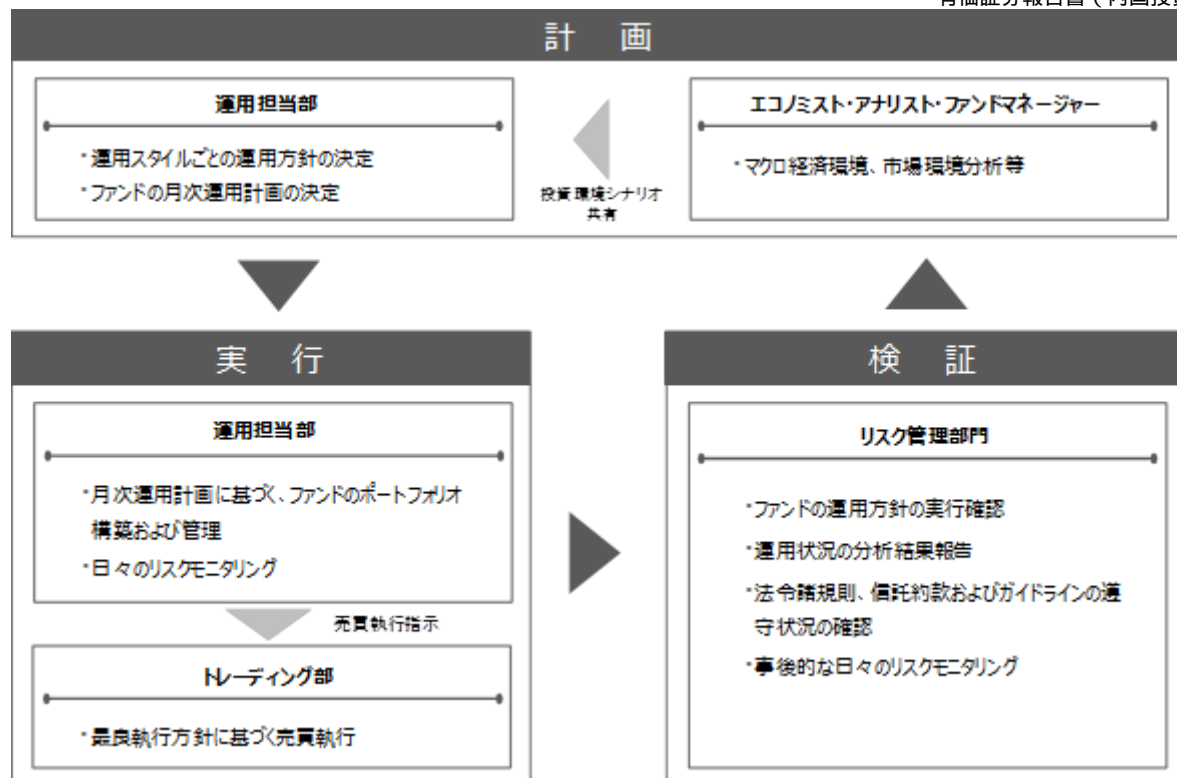 計 画
運用担当部
・運用スタイルごとの運用方針の決定
・ファンドの月次運用計画の決定
投資環境シナリオ
共有
エコノミスト・アナリスト・ファンドマネージャー
・マクロ経済環境、市場環境分析等
実 行
運用担当部
・月次運用計画に基づく、ファンドのポートフォリオ
構築および管理
・日々のリスクモニタリング
売買執行指示
トレーディング部
・最良執行方針に基づく売買執行
検 証
リスク管理部門
・ファンドの運用方針の実行確認
・運用状況の分析結果報告
・法令諸規則、信託約款およびガイドラインの遵
守状況の確認
・事後的な日々のリスクモニタリング